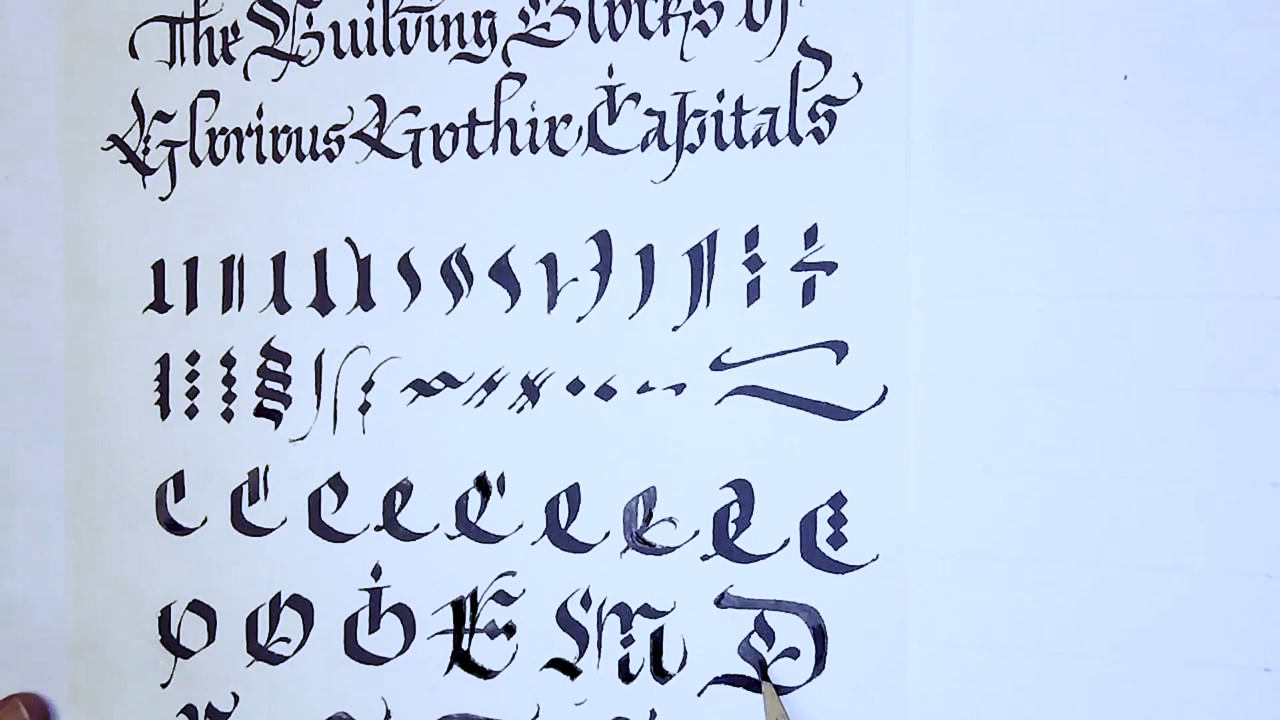 The Building Blocks of
Glorious Gothic Capitals
C C C C C C C C C
O O O E M D